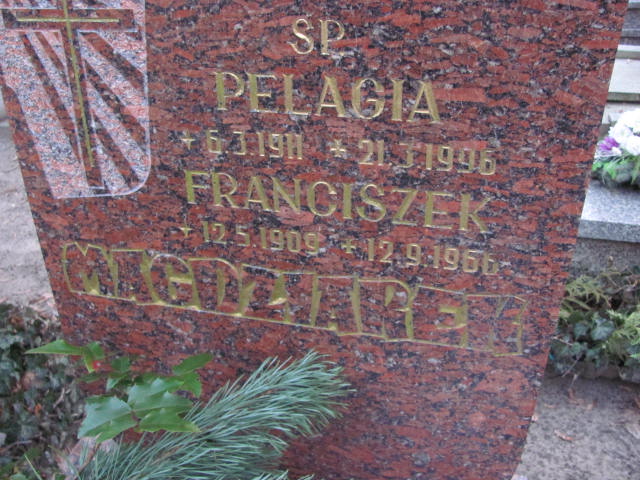 SP.
PELAGIA
+ 6.3.1911 * 21.3.1996
FRANCISZEK
+ 12.5.1909 * 12.9.1966